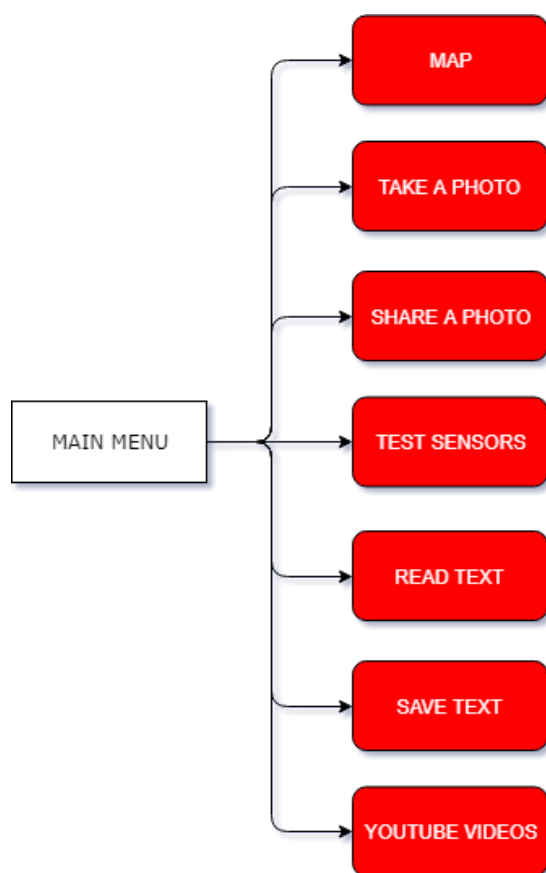 MAP
TAKE A PHOTO
SHARE A PHOTO
MAIN MENU
TEST SENSORS
READ TEXT
SAVE TEXT
YOUTUBE VIDEOS